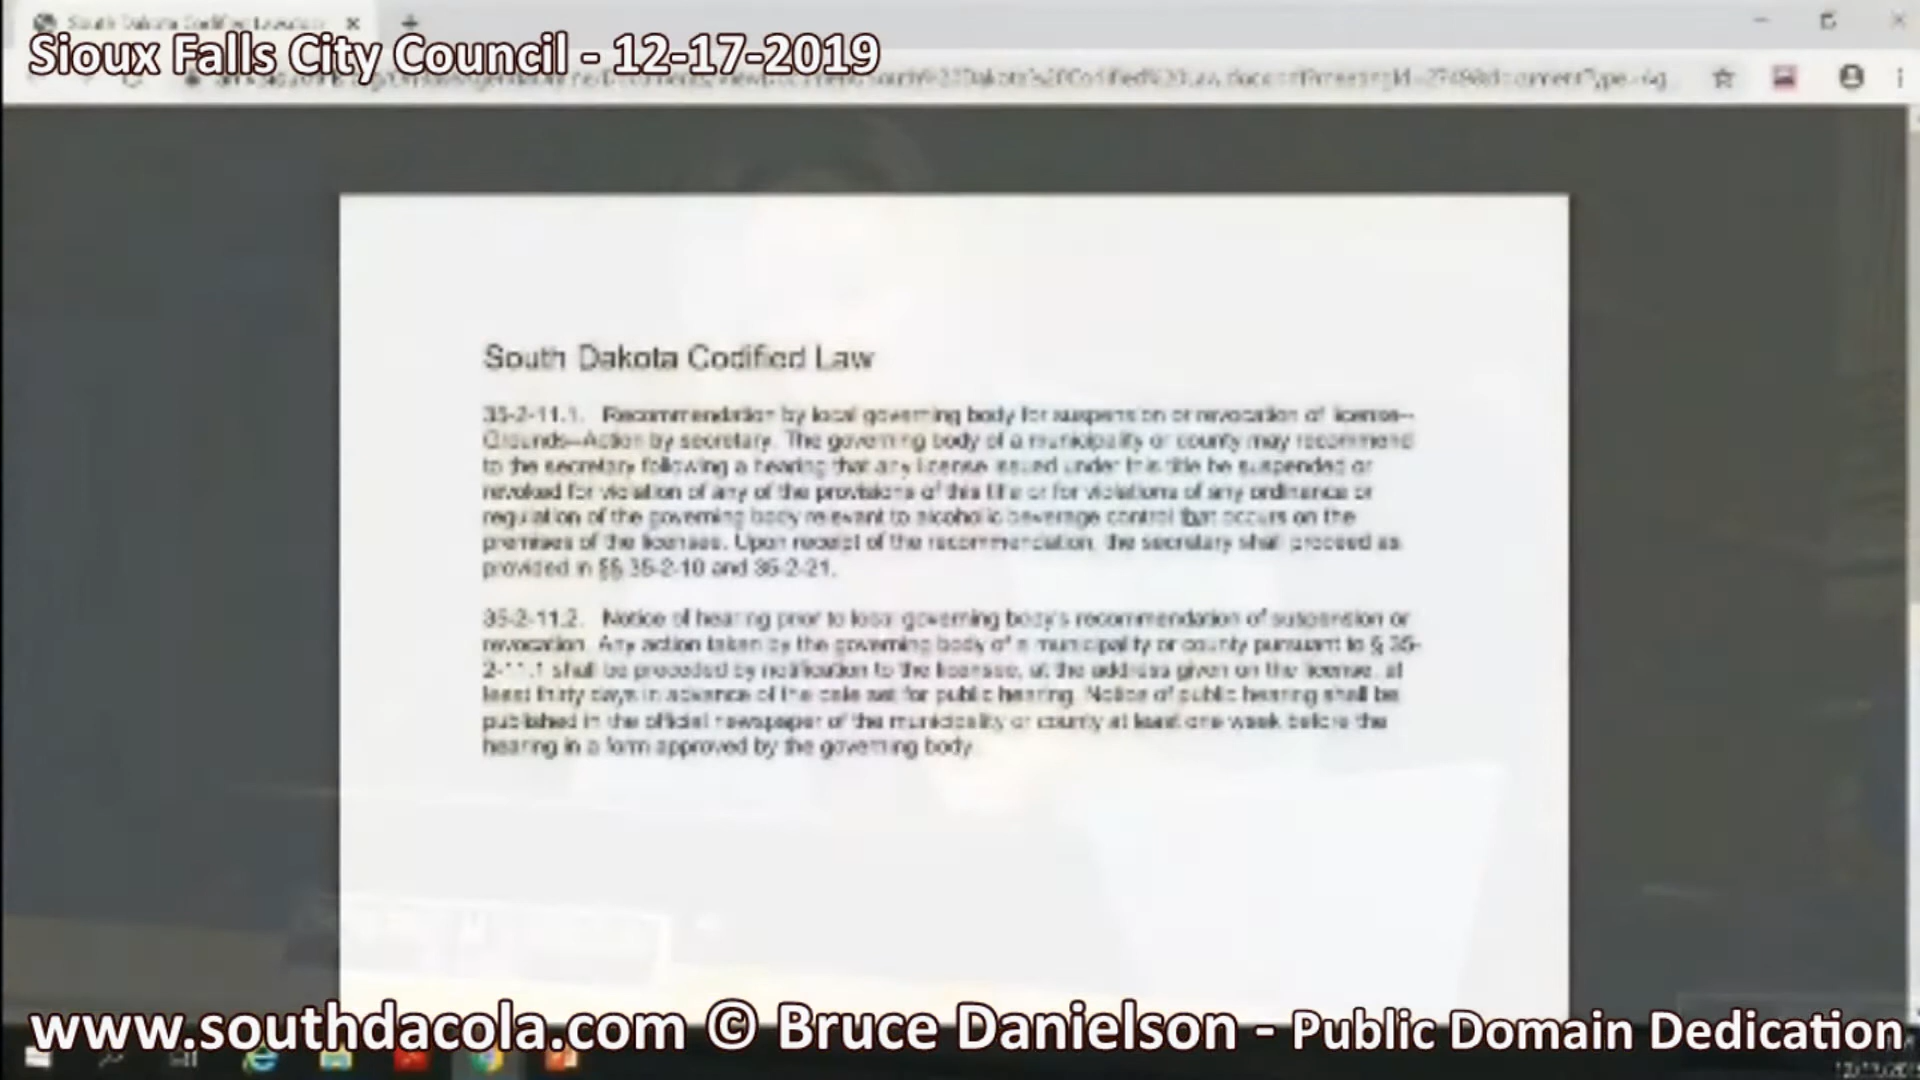 South Dakota Codified Law
Sioux Falls City Council - 12-17-2019
South Dakota Codified Law
35-2-11.1. Recommendation by local governing body for suspension or revocation of license--
Grounds--Action by secretary. The governing body of a municipality or county may recommend
to the secretary following a hearing that any license issued under this title be suspended or
revoked for violation of any of the provisions of this title or for violations of any ordinance or
regulation of the governing body relevant to alcoholic beverage control that occurs on the
premises of the licensee. Upon receipt of the recommendation, the secretary shall proceed as
provided in §§ 35-2-10 and 35-2-21.
35-2-11.2. Notice of hearing prior to local governing body's recommendation of suspension or
revocation. Any action taken by the governing body of a municipality or county pursuant to § 35-
2-11.1 shall be preceded by notification to the licensee, at the address given on the license, at
least thirty days in advance of the date set for public hearing. Notice of public hearing shall be
published in the official newspaper of the municipality or county at least one week before the
hearing in a form approved by the governing body.
www.southdacola.com © Bruce Danielson - Public Domain Dedication